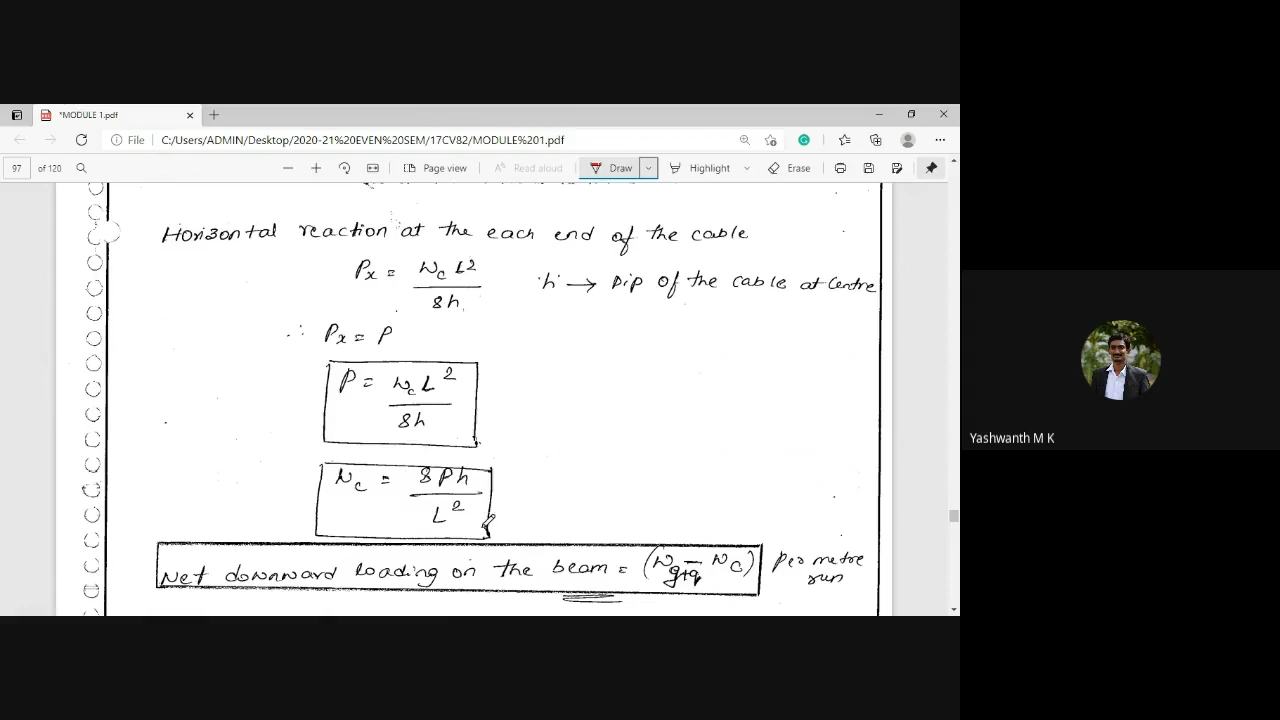 *MODULE 1.pdf
File C:/Users/ADMIN/Desktop/2020-21%20EVEN%20SEM/17CV82/MODULE%201.pdf
97 of 120 Page view Read aloud Draw Highlight Erase
Horizontal reaction at the each end of the cable
Px = Wc L² / 8h 'h' → Dip of the cable at Centre
∴ Px = P
P = Wc L² / 8h
Wc = 8Ph / L²
Net downward loading on the beam = (Wg+q - Wc) per metre run
Yashwanth M K